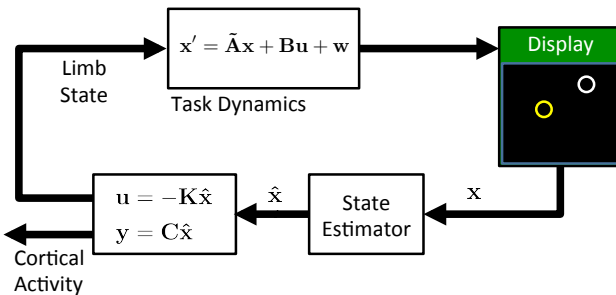 x′ = Ãx + Bu + w
Display
Limb
State
Task Dynamics
u = −Kx̂
y = Cx̂
x̂
State
Estimator
x
Cortical
Activity